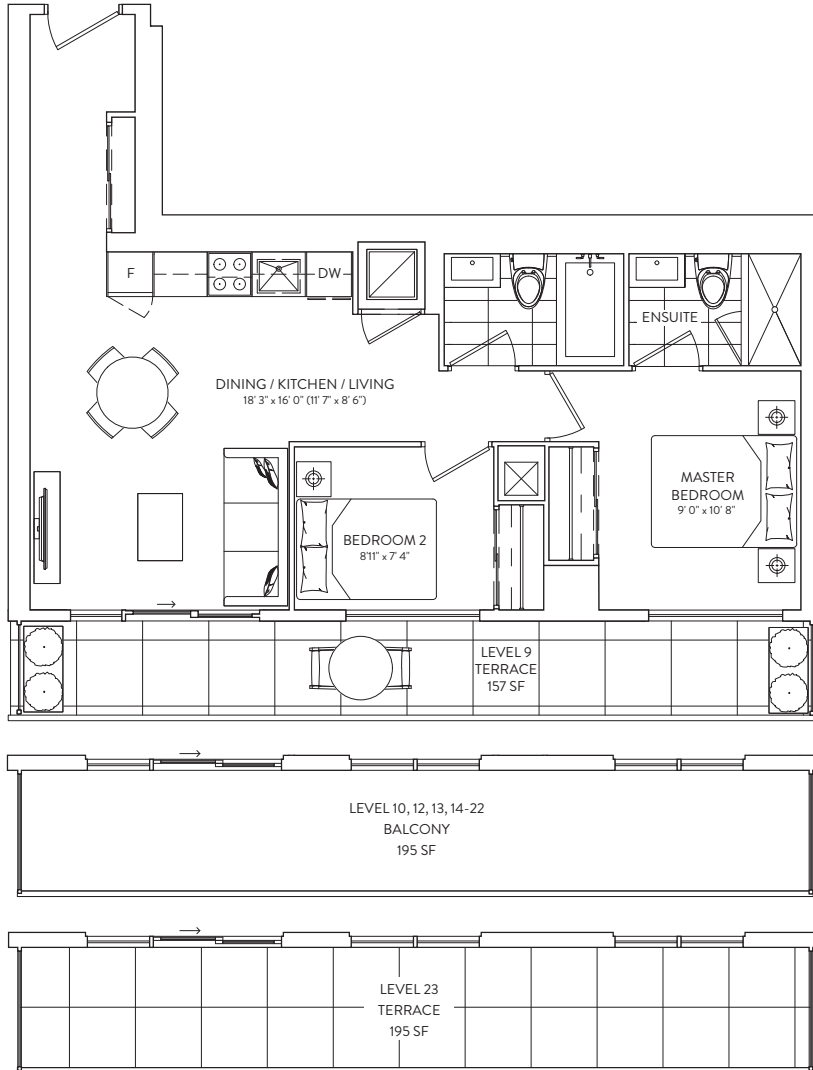 F
DW
ENSUITE
DINING / KITCHEN / LIVING
18' 3" x 16' 0" (11' 7" x 8' 6")
MASTER
BEDROOM
9' 0" x 10' 8"
BEDROOM 2
8'11" x 7' 4"
LEVEL 9
TERRACE
157 SF
LEVEL 10, 12, 13, 14-22
BALCONY
195 SF
LEVEL 23
TERRACE
195 SF